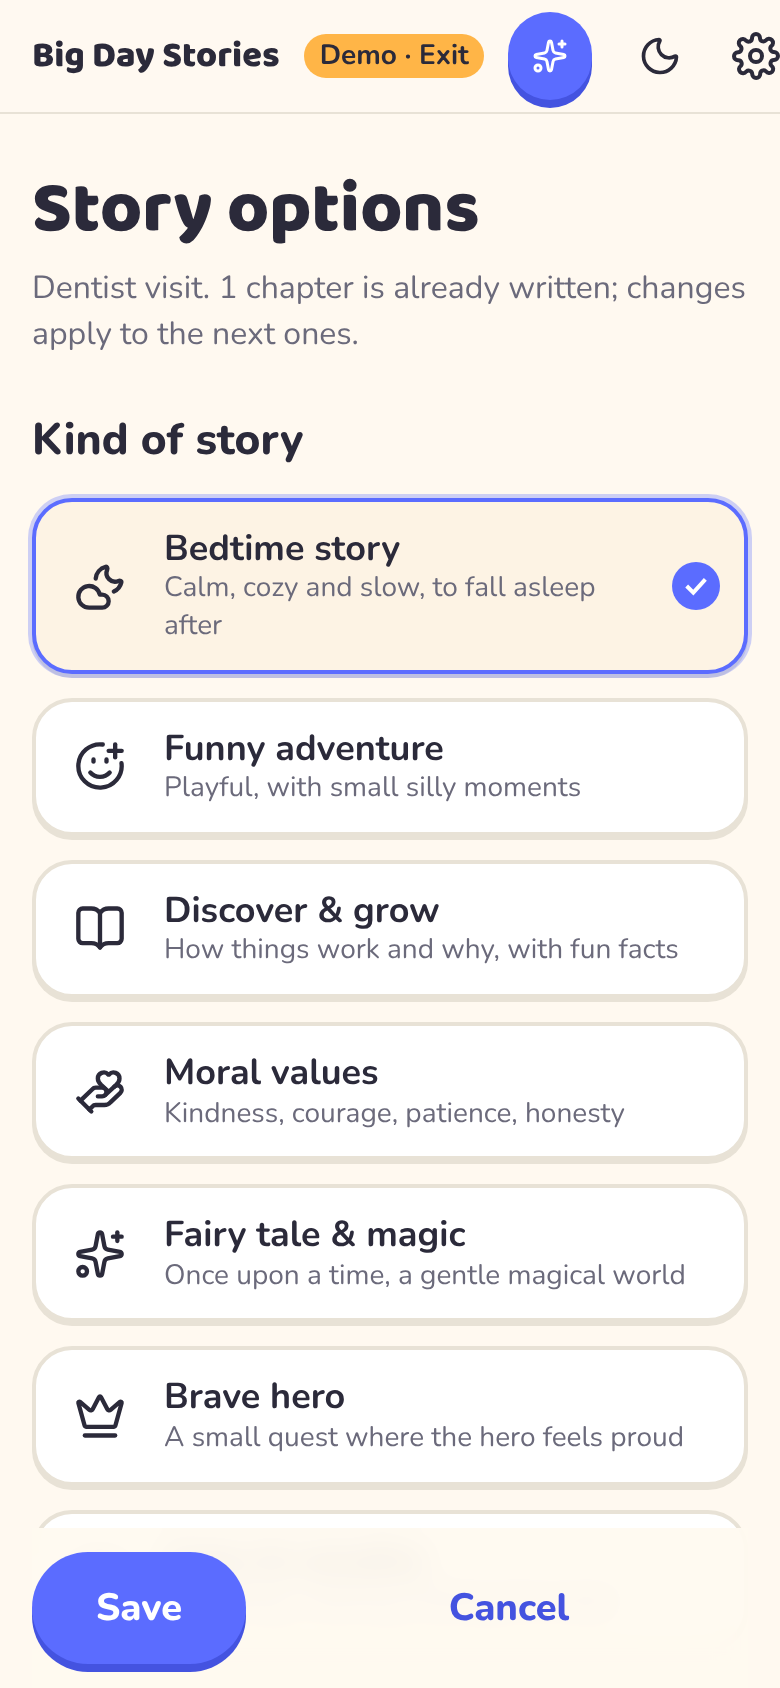 Big Day Stories
Demo · Exit
Story options
Dentist visit. 1 chapter is already written; changes
apply to the next ones.
Kind of story
Bedtime story
Calm, cozy and slow, to fall asleep
after
Funny adventure
Playful, with small silly moments
Discover & grow
How things work and why, with fun facts
Moral values
Kindness, courage, patience, honesty
Fairy tale & magic
Once upon a time, a gentle magical world
Brave hero
A small quest where the hero feels proud
Save
Cancel